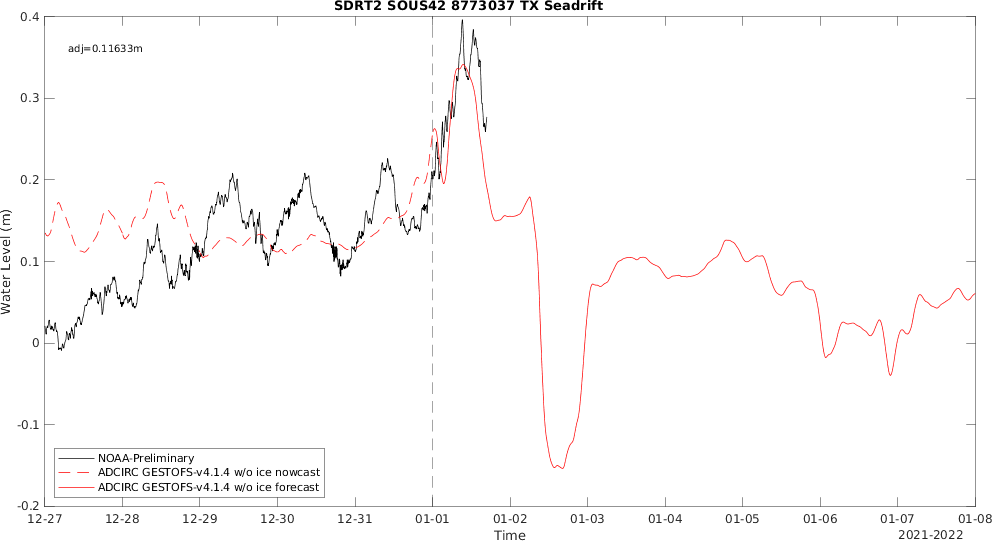 SDRT2 SOUS42 8773037 TX Seadrift
adj=0.11633m
0.4
0.3
0.2
0.1
0
-0.1
-0.2
Water Level (m)
NOAA-Preliminary
ADCIRC GESTOFS-v4.1.4 w/o ice nowcast
ADCIRC GESTOFS-v4.1.4 w/o ice forecast
12-27 12-28 12-29 12-30 12-31 01-01 01-02 01-03 01-04 01-05 01-06 01-07 01-08
Time
2021-2022